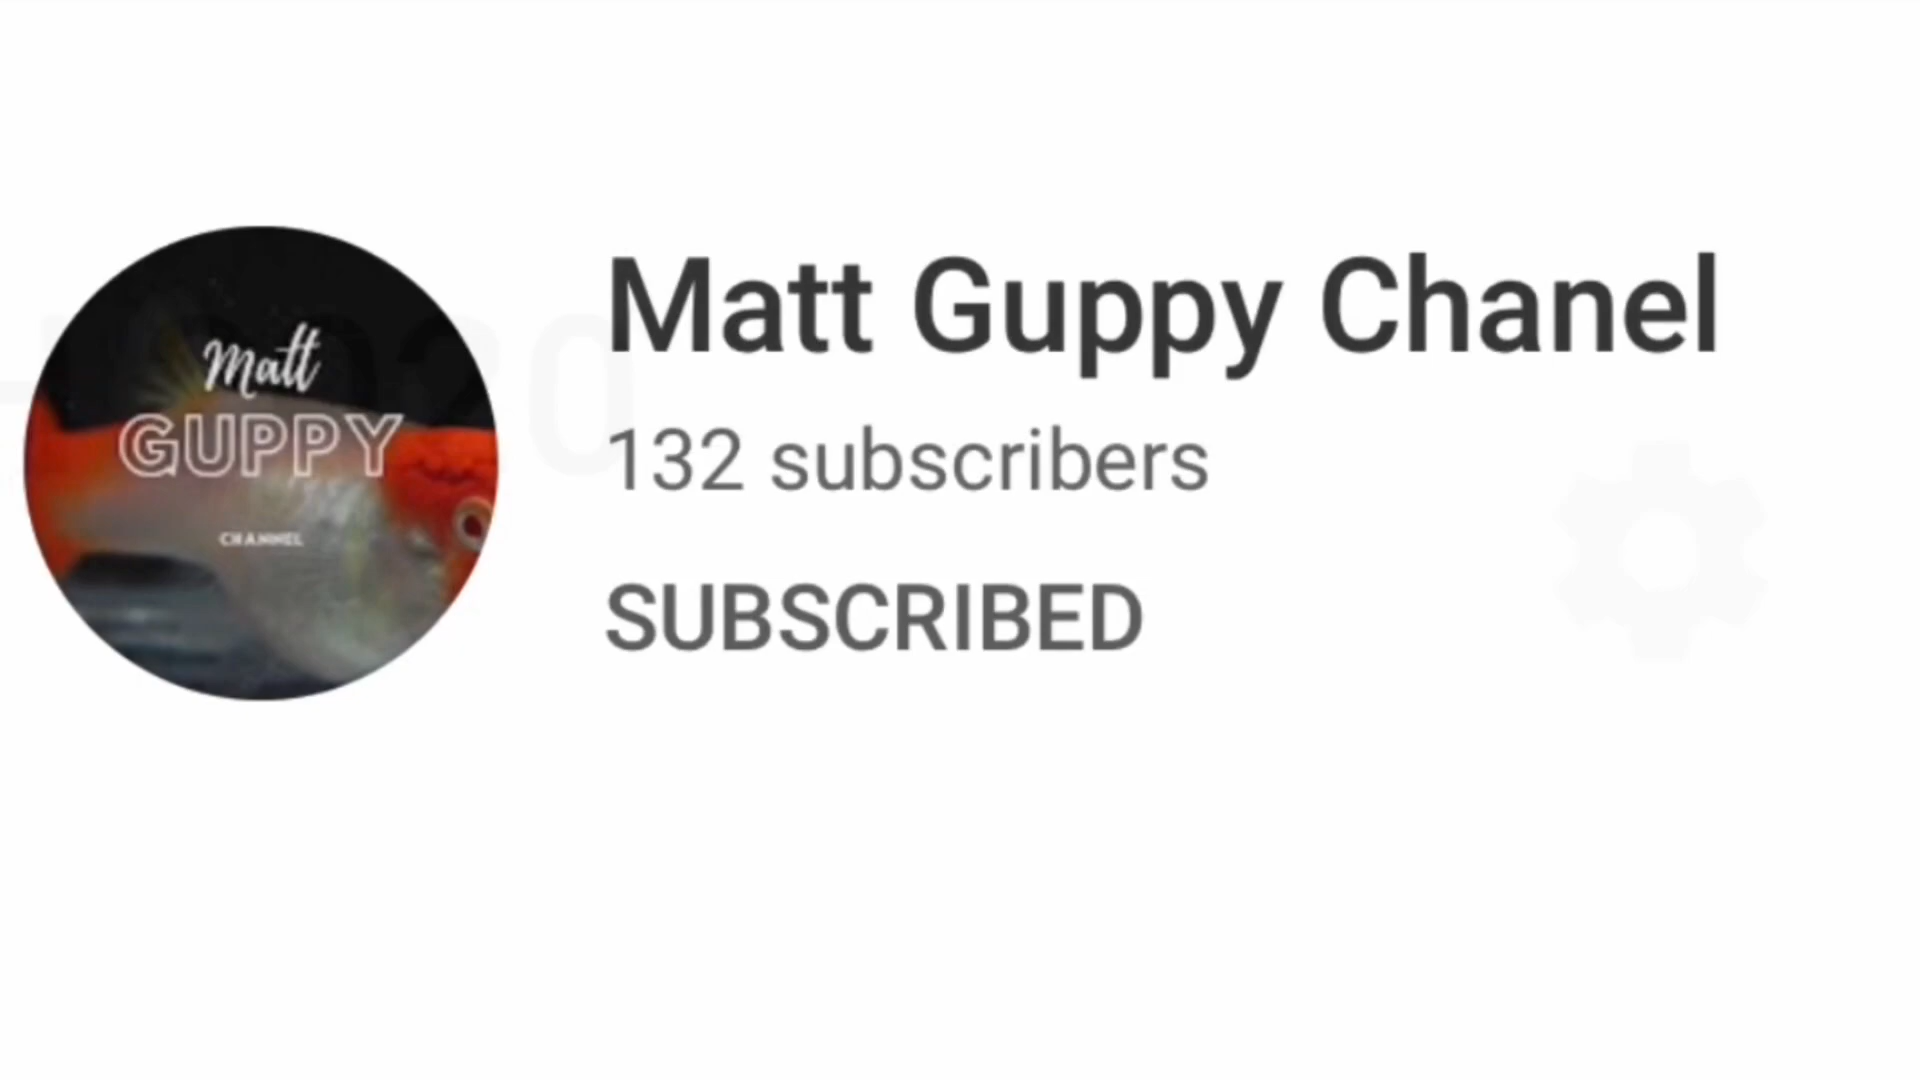 Matt
GUPPY
CHANNEL
Matt Guppy Chanel
132 subscribers
SUBSCRIBED